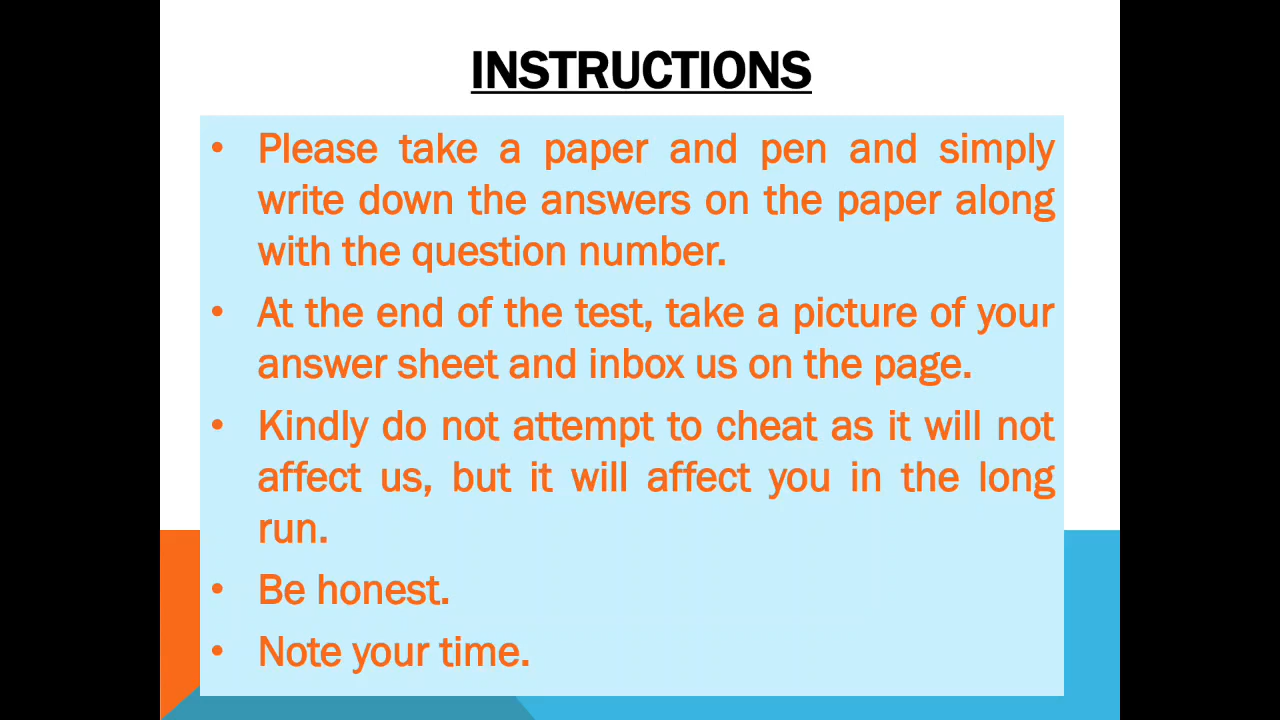 INSTRUCTIONS
• Please take a paper and pen and simply
write down the answers on the paper along
with the question number.
• At the end of the test, take a picture of your
answer sheet and inbox us on the page.
• Kindly do not attempt to cheat as it will not
affect us, but it will affect you in the long
run.
• Be honest.
• Note your time.